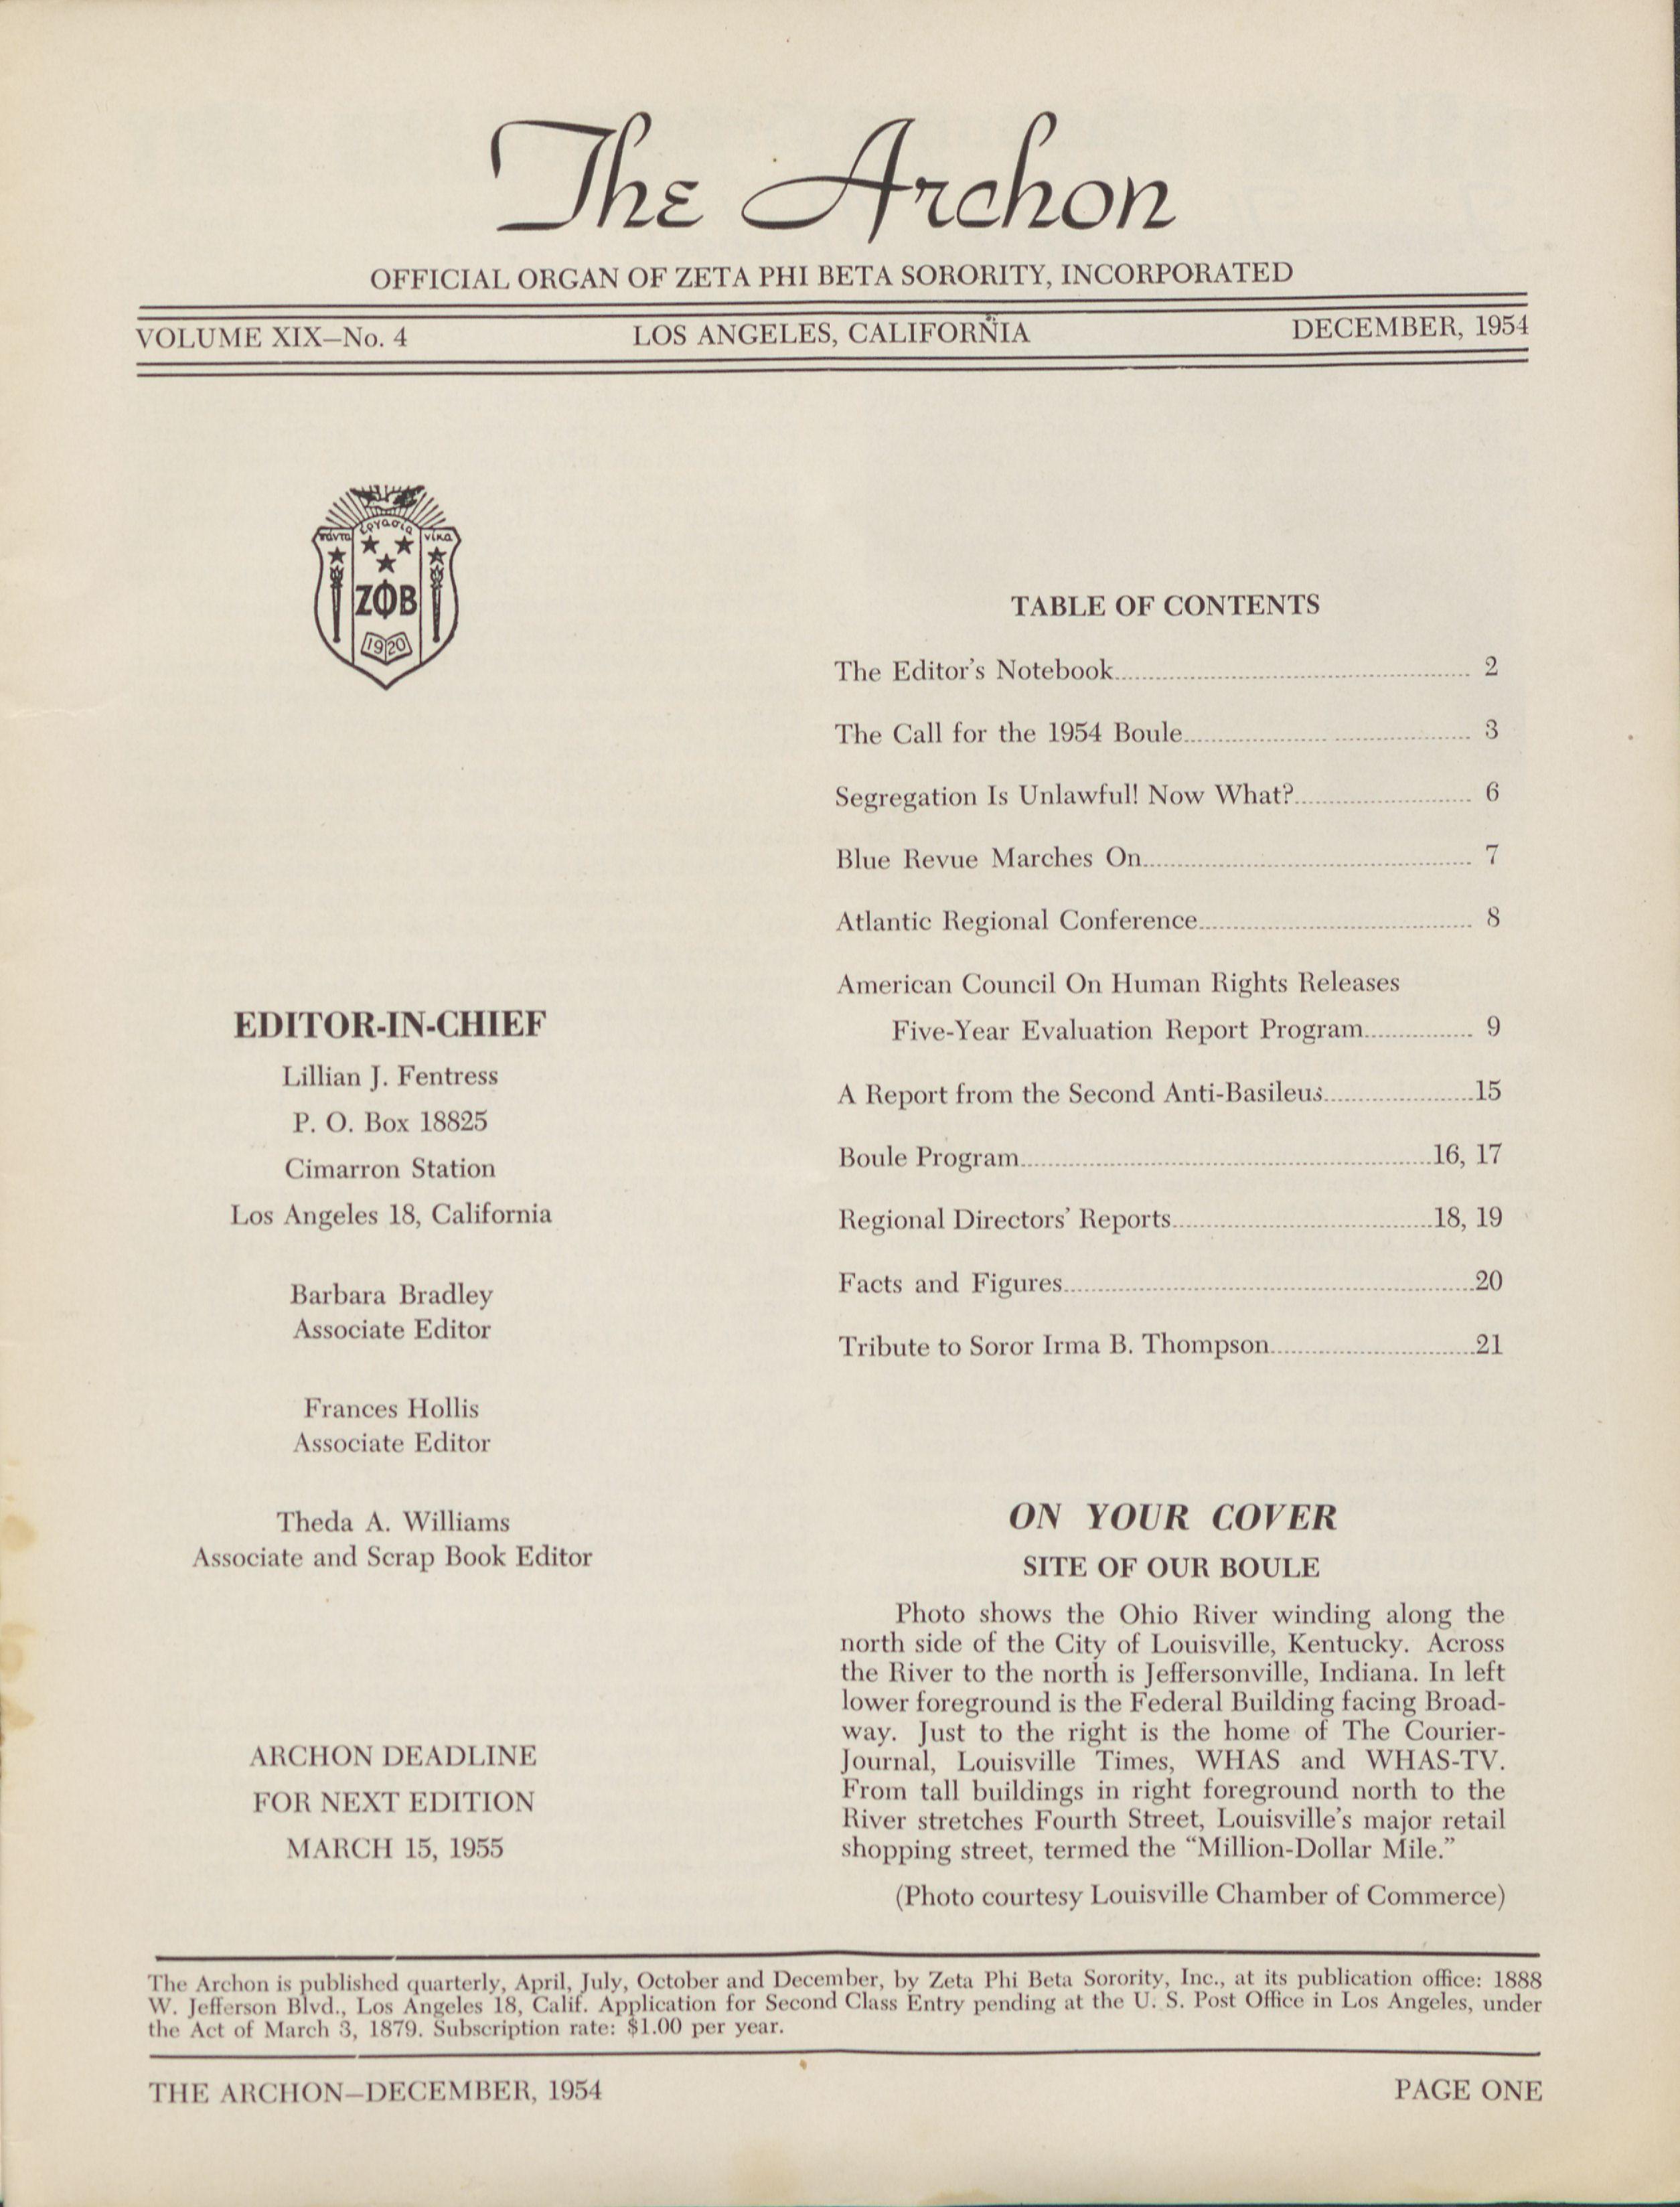 The Archon
OFFICIAL ORGAN OF ZETA PHI BETA SORORITY, INCORPORATED
VOLUME XIX—No. 4 LOS ANGELES, CALIFORNIA DECEMBER, 1954
πάντα εργασία νικα
ΖΦΒ
1920
EDITOR-IN-CHIEF
Lillian J. Fentress
P. O. Box 18825
Cimarron Station
Los Angeles 18, California
Barbara Bradley
Associate Editor
Frances Hollis
Associate Editor
Theda A. Williams
Associate and Scrap Book Editor
ARCHON DEADLINE
FOR NEXT EDITION
MARCH 15, 1955
TABLE OF CONTENTS
The Editor's Notebook 2
The Call for the 1954 Boule 3
Segregation Is Unlawful! Now What? 6
Blue Revue Marches On 7
Atlantic Regional Conference 8
American Council On Human Rights Releases
Five-Year Evaluation Report Program 9
A Report from the Second Anti-Basileus 15
Boule Program 16, 17
Regional Directors' Reports 18, 19
Facts and Figures 20
Tribute to Soror Irma B. Thompson 21
ON YOUR COVER
SITE OF OUR BOULE
Photo shows the Ohio River winding along the
north side of the City of Louisville, Kentucky. Across
the River to the north is Jeffersonville, Indiana. In left
lower foreground is the Federal Building facing Broad-
way. Just to the right is the home of The Courier-
Journal, Louisville Times, WHAS and WHAS-TV.
From tall buildings in right foreground north to the
River stretches Fourth Street, Louisville's major retail
shopping street, termed the "Million-Dollar Mile."
(Photo courtesy Louisville Chamber of Commerce)
The Archon is published quarterly, April, July, October and December, by Zeta Phi Beta Sorority, Inc., at its publication office: 1888
W. Jefferson Blvd., Los Angeles 18, Calif. Application for Second Class Entry pending at the U. S. Post Office in Los Angeles, under
the Act of March 3, 1879. Subscription rate: $1.00 per year.
THE ARCHON—DECEMBER, 1954 PAGE ONE